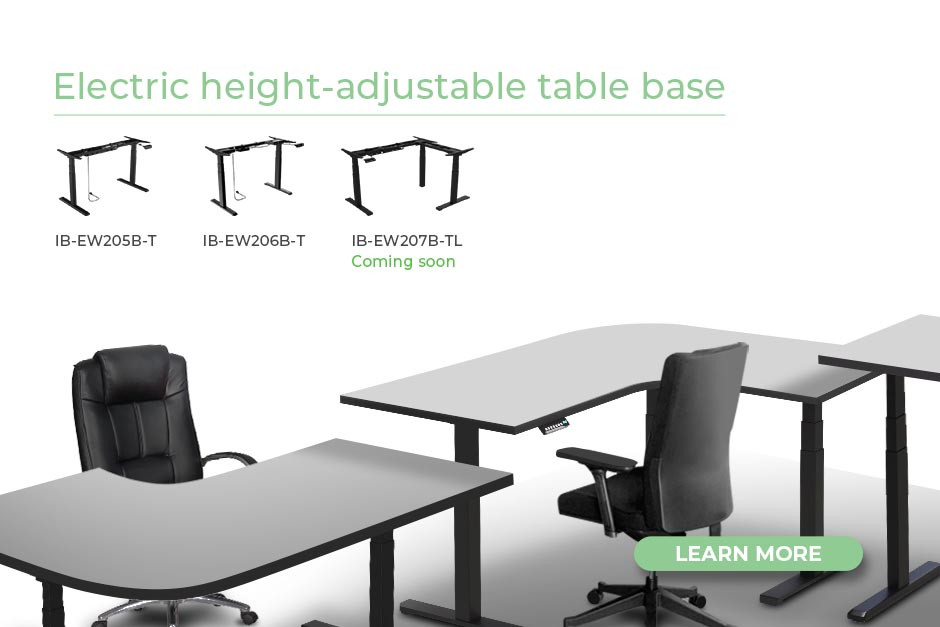 Electric height-adjustable table base
IB-EW205B-T IB-EW206B-T IB-EW207B-TL
Coming soon
LEARN MORE